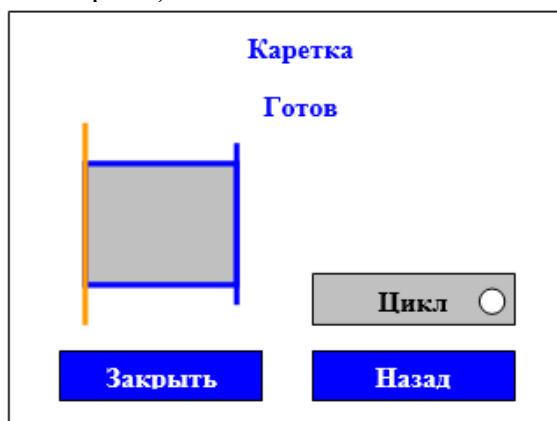 Каретка
Готов
Цикл
Закрыть
Назад